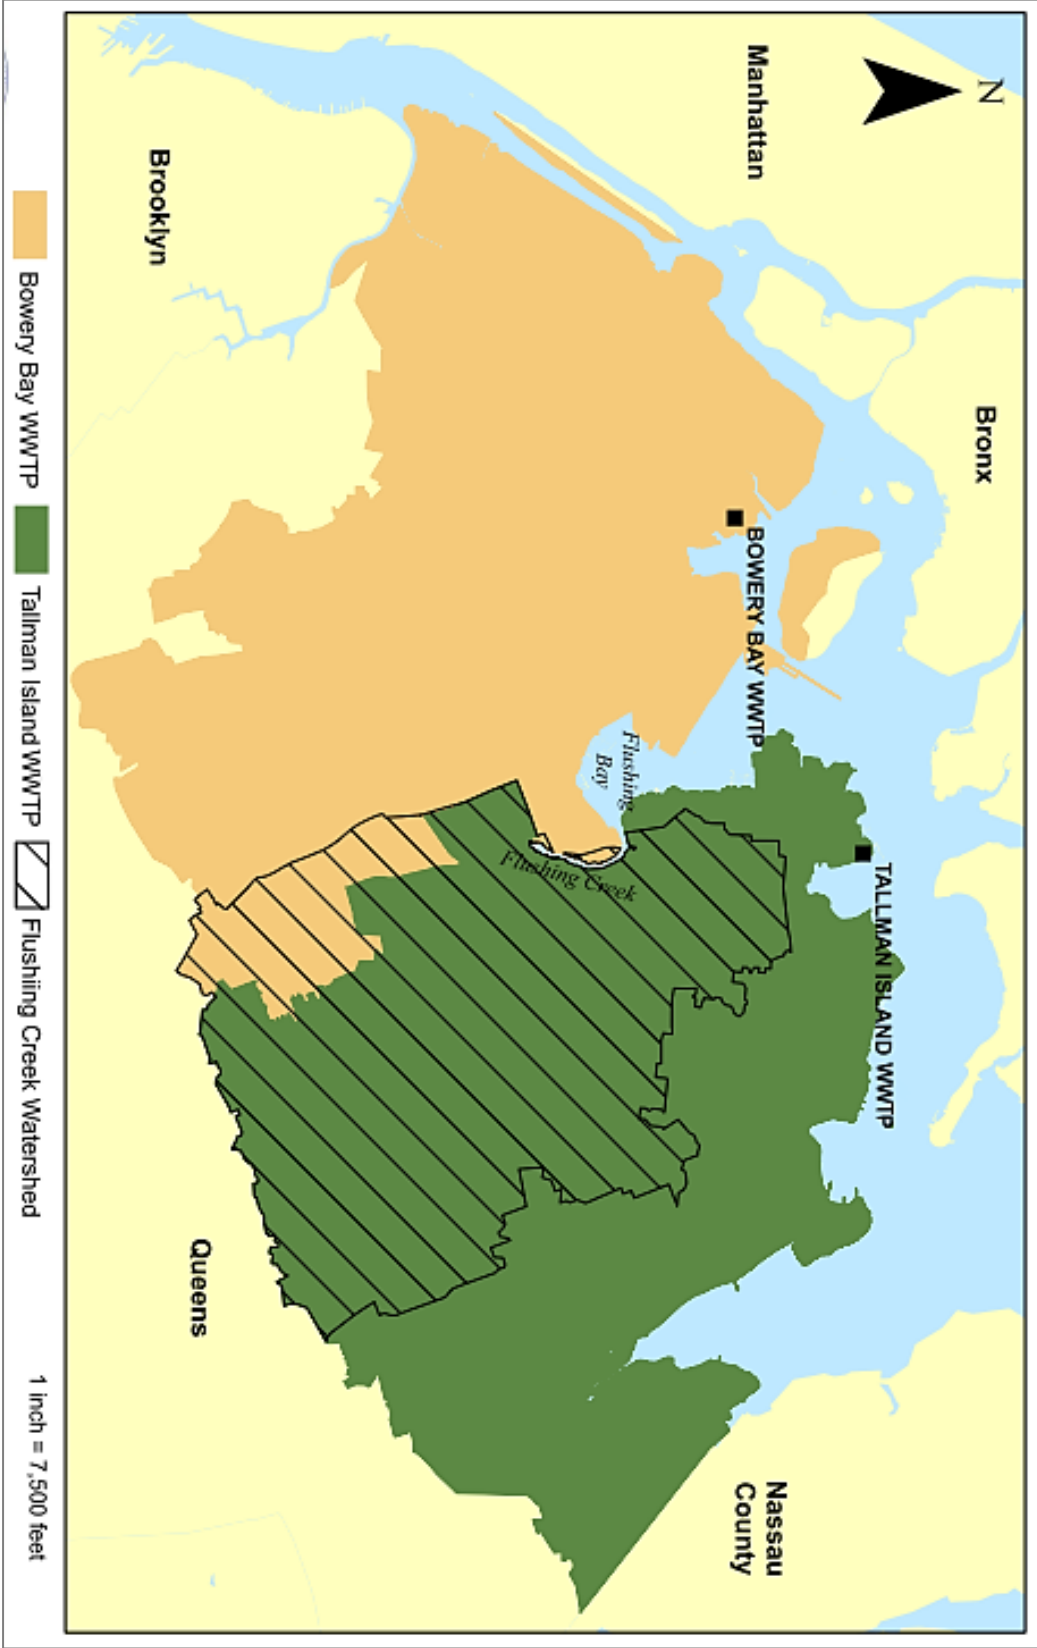 N
Manhattan
Bronx
Brooklyn
BOWERY BAY WWTP
TALLMAN ISLAND WWTP
Flushing
Bay
Flushing Creek
Queens
Nassau
County
Bowery Bay WWTP
Tallman Island WWTP
Flushiing Creek Watershed
1 inch = 7,500 feet